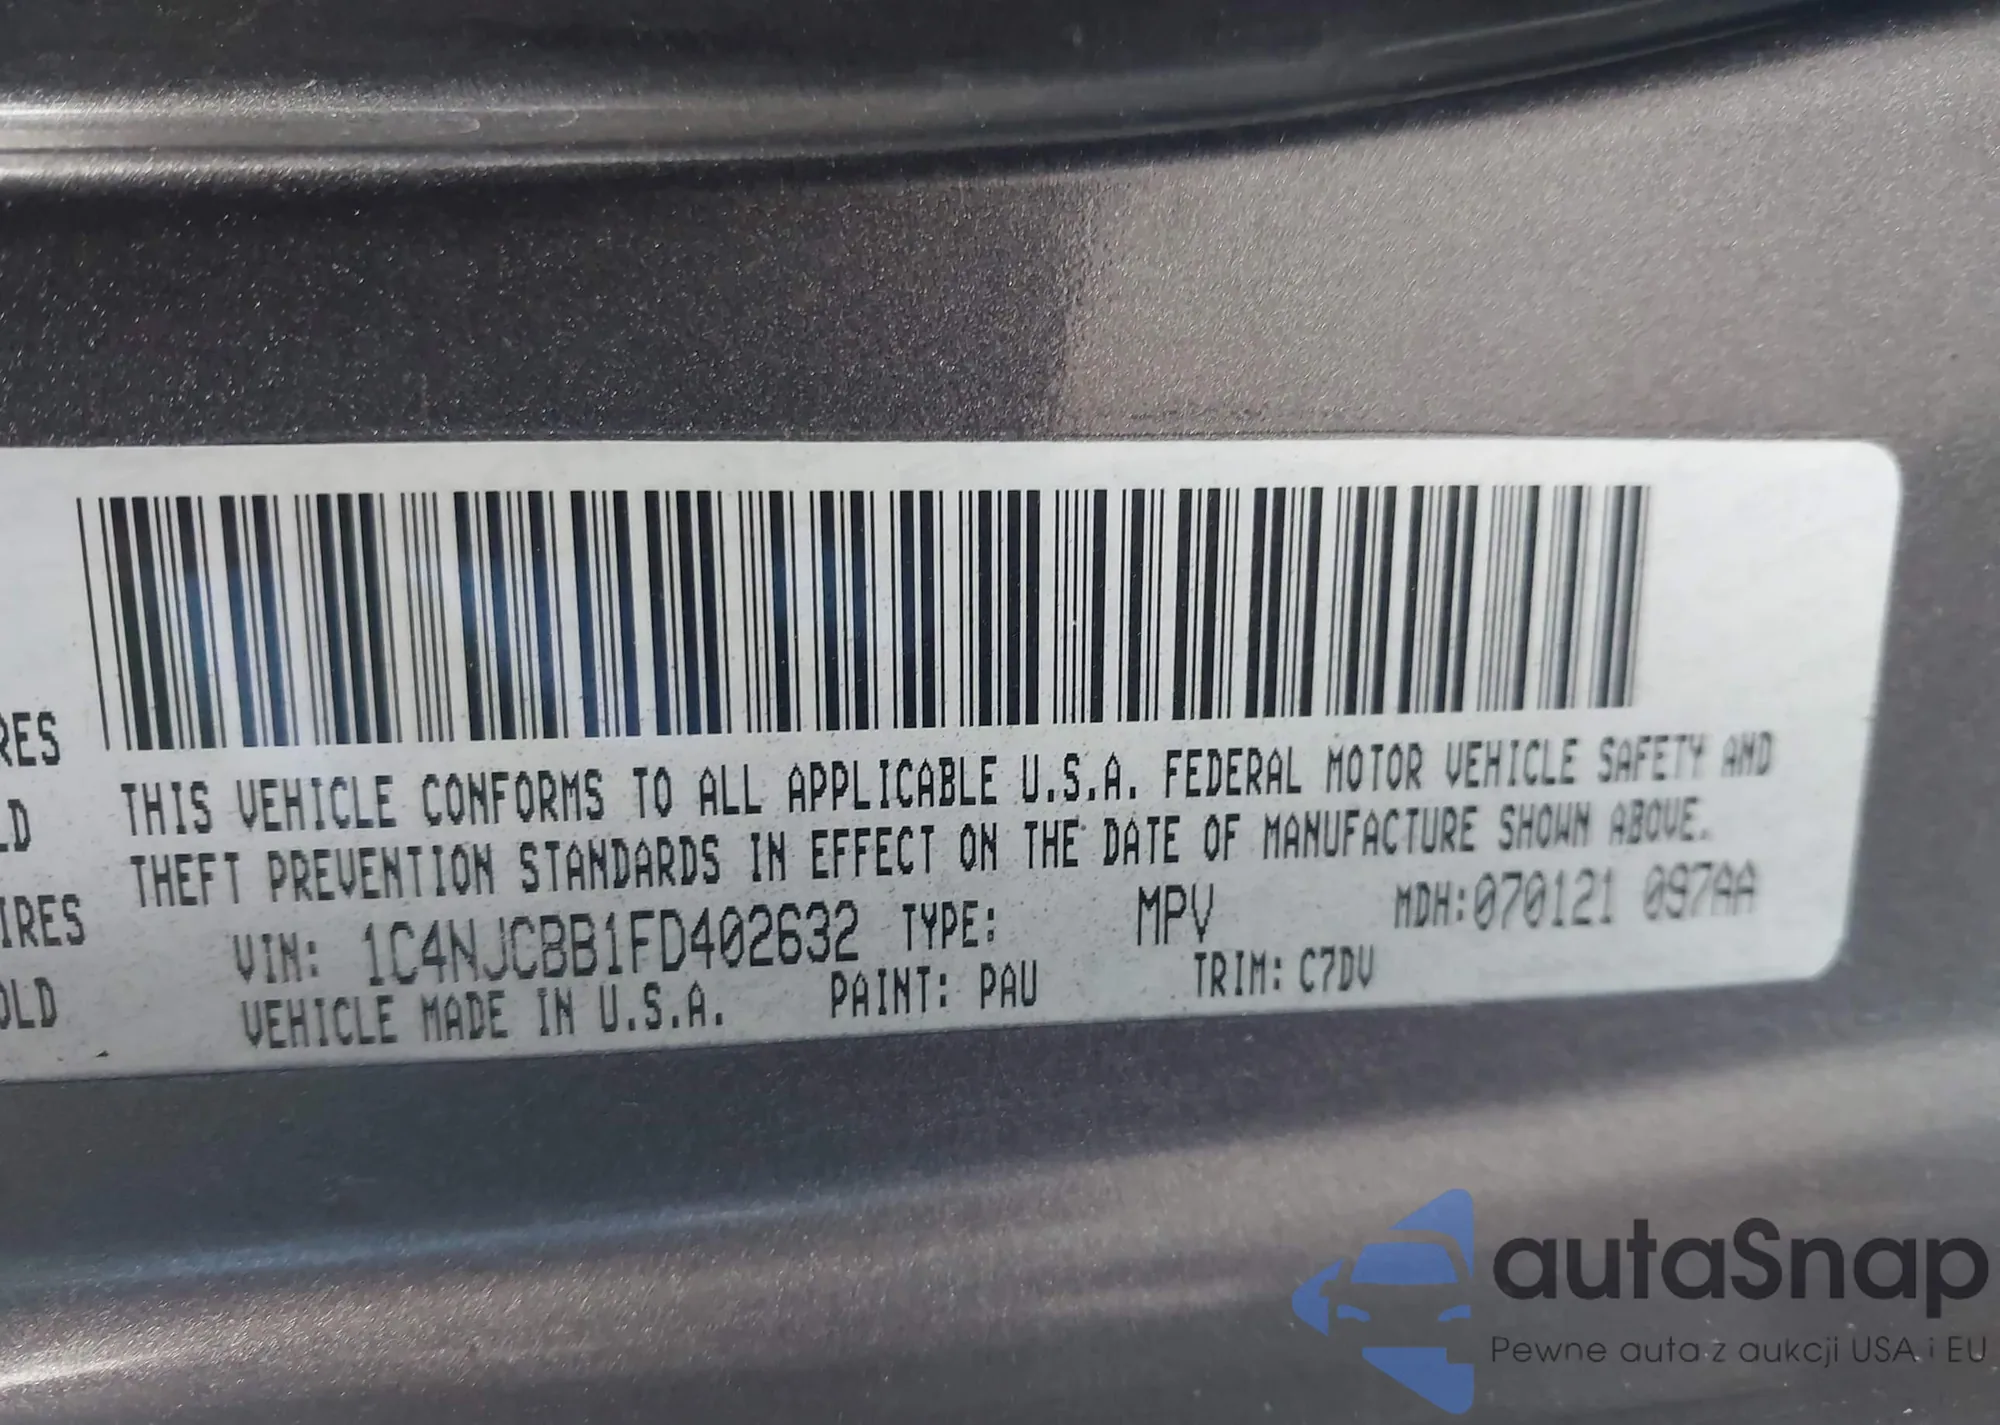 RES
LD
IRES
OLD
THIS VEHICLE CONFORMS TO ALL APPLICABLE U.S.A. FEDERAL MOTOR VEHICLE SAFETY AND
THEFT PREVENTION STANDARDS IN EFFECT ON THE DATE OF MANUFACTURE SHOWN ABOVE.
VIN: 1C4NJCBB1FD402632 TYPE: MPV MDH:070121 097AA
VEHICLE MADE IN U.S.A. PAINT: PAU TRIM: C7DV
autaSnap
Pewne auta z aukcji USA i EU